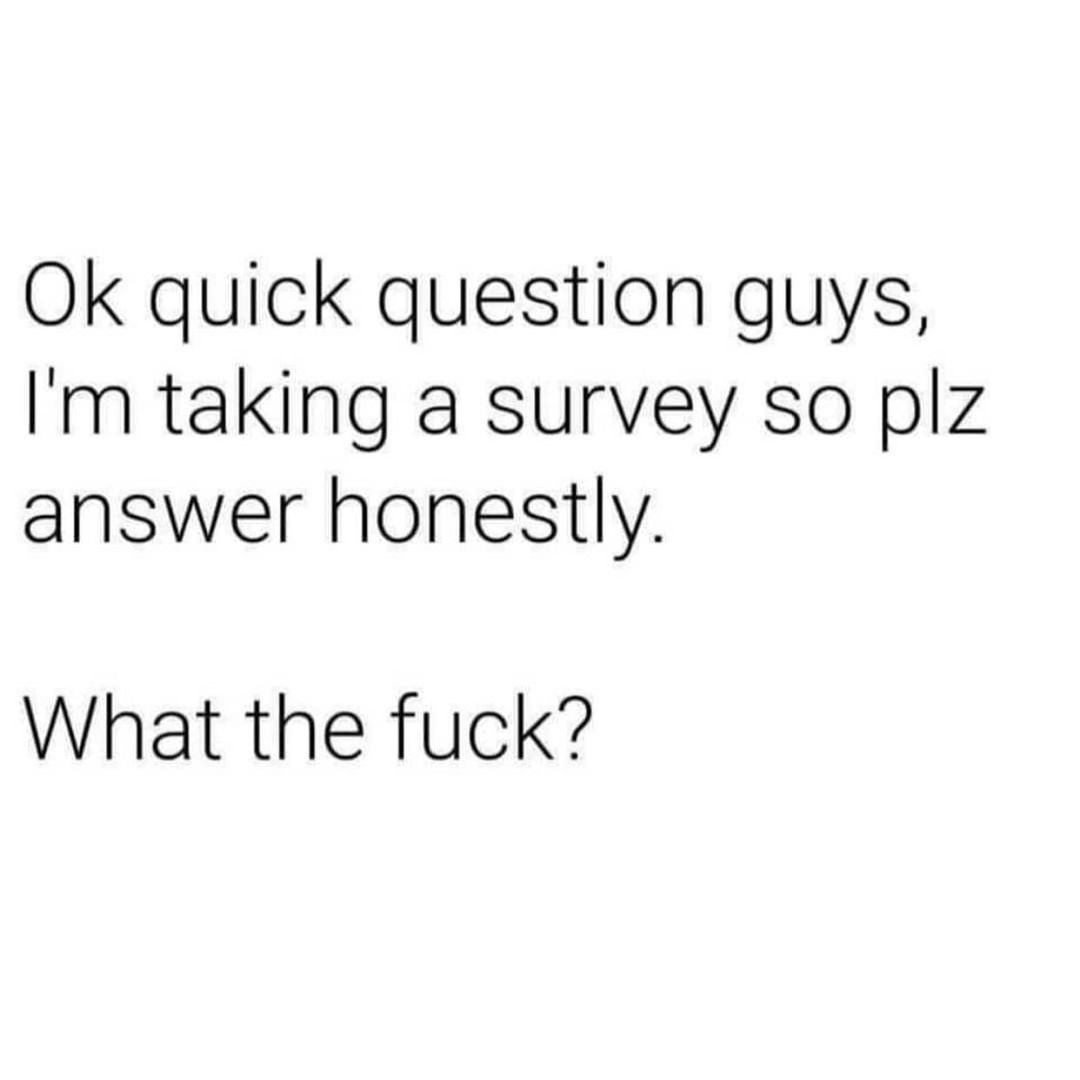 Ok quick question guys,
I'm taking a survey so plz
answer honestly.
What the fuck?